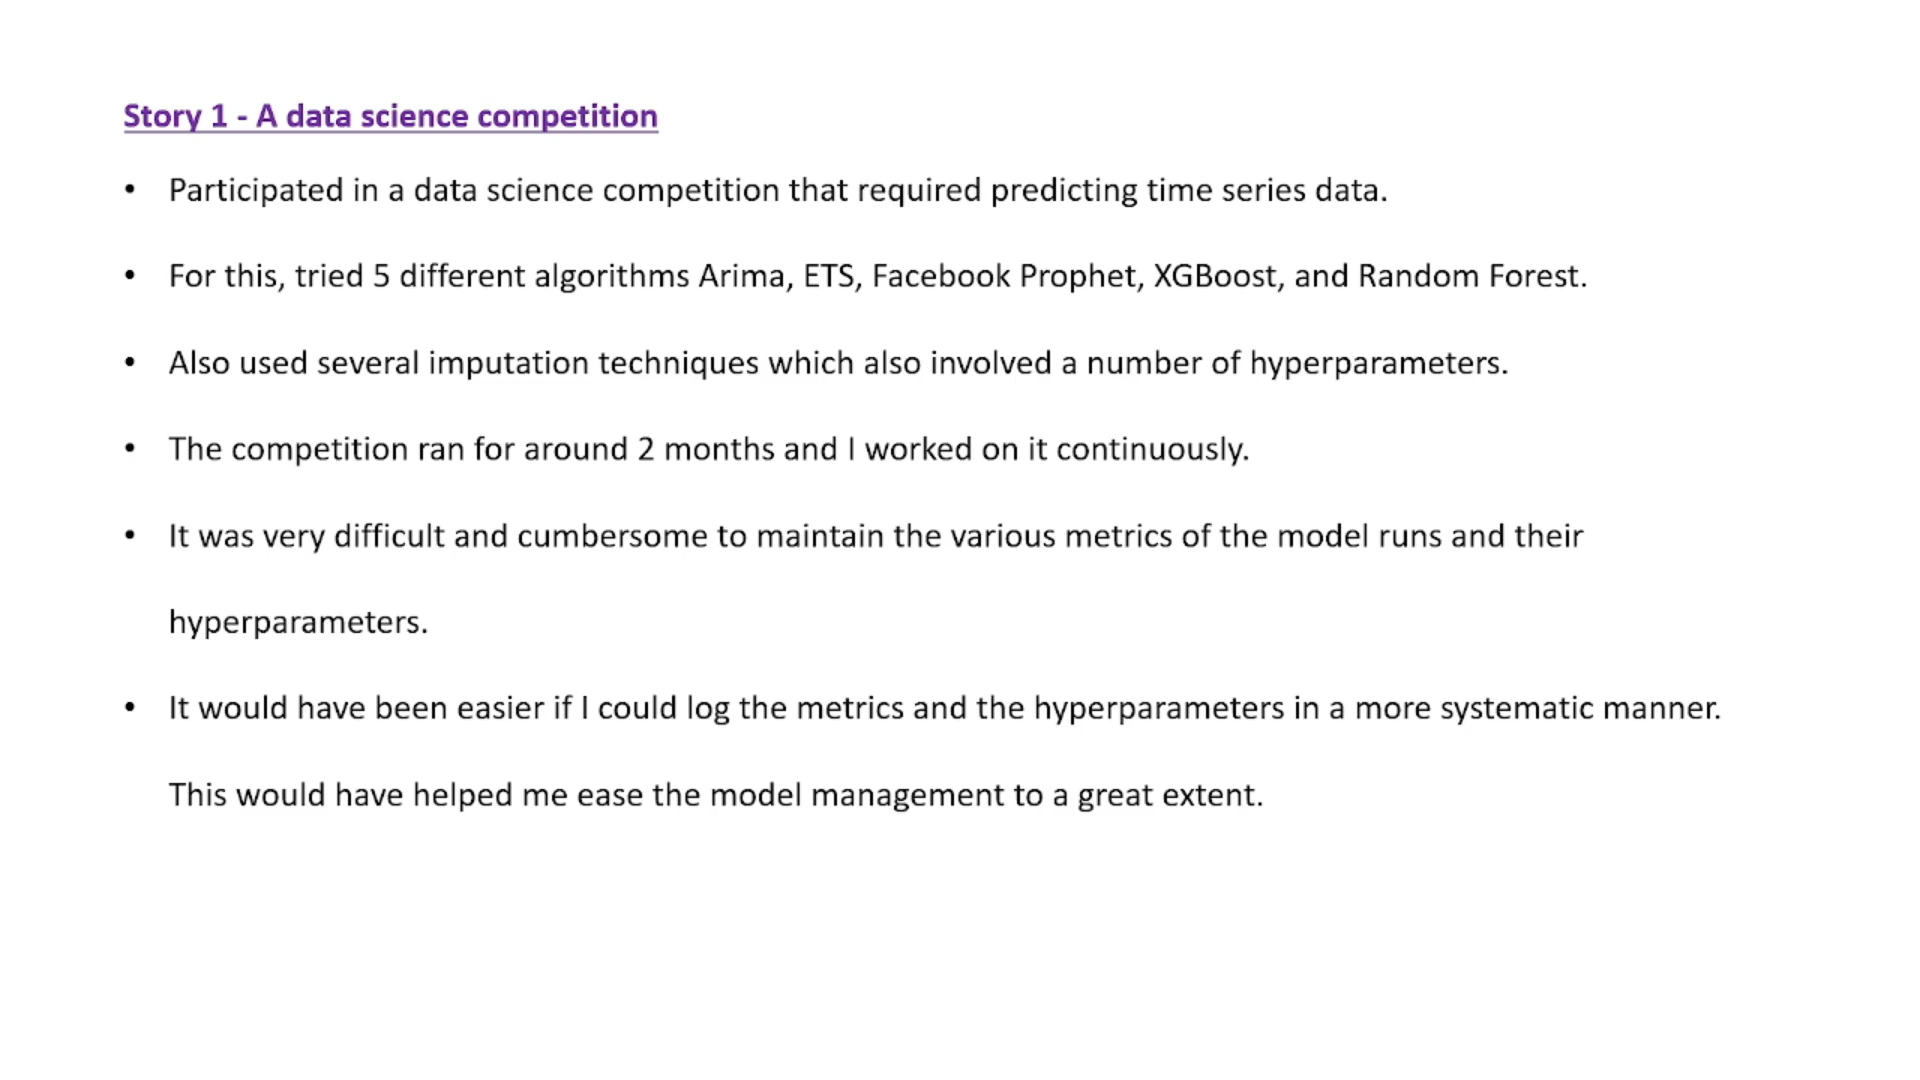 Story 1 - A data science competition
• Participated in a data science competition that required predicting time series data.
• For this, tried 5 different algorithms Arima, ETS, Facebook Prophet, XGBoost, and Random Forest.
• Also used several imputation techniques which also involved a number of hyperparameters.
• The competition ran for around 2 months and I worked on it continuously.
• It was very difficult and cumbersome to maintain the various metrics of the model runs and their
hyperparameters.
• It would have been easier if I could log the metrics and the hyperparameters in a more systematic manner.
This would have helped me ease the model management to a great extent.